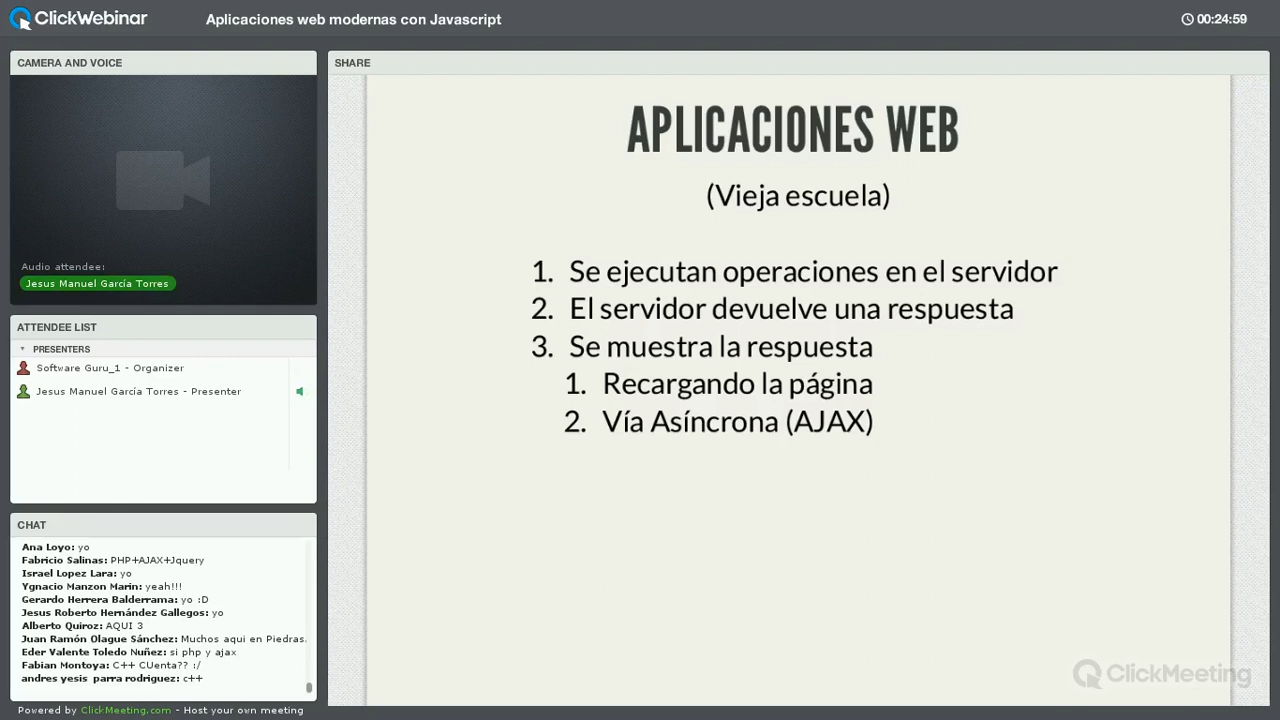 ClickWebinar
Aplicaciones web modernas con Javascript
00:24:59
CAMERA AND VOICE
Audio attendee:
Jesus Manuel García Torres
ATTENDEE LIST
PRESENTERS
Software Guru_1 - Organizer
Jesus Manuel García Torres - Presenter
CHAT
Ana Loyo: yo
Fabricio Salinas: PHP+AJAX+Jquery
Israel Lopez Lara: yo
Ygnacio Manzon Marin: yeah!!!
Gerardo Herrera Balderrama: yo :D
Jesus Roberto Hernández Gallegos: yo
Alberto Quiroz: AQUI 3
Juan Ramón Olague Sánchez: Muchos aqui en Piedras.
Eder Valente Toledo Nuñez: si php y ajax
Fabian Montoya: C++ CUenta?? :/
andres yesis parra rodriguez: c++
Powered by ClickMeeting.com - Host your own meeting
SHARE
APLICACIONES WEB
(Vieja escuela)
1. Se ejecutan operaciones en el servidor
2. El servidor devuelve una respuesta
3. Se muestra la respuesta
1. Recargando la página
2. Vía Asíncrona (AJAX)
ClickMeeting